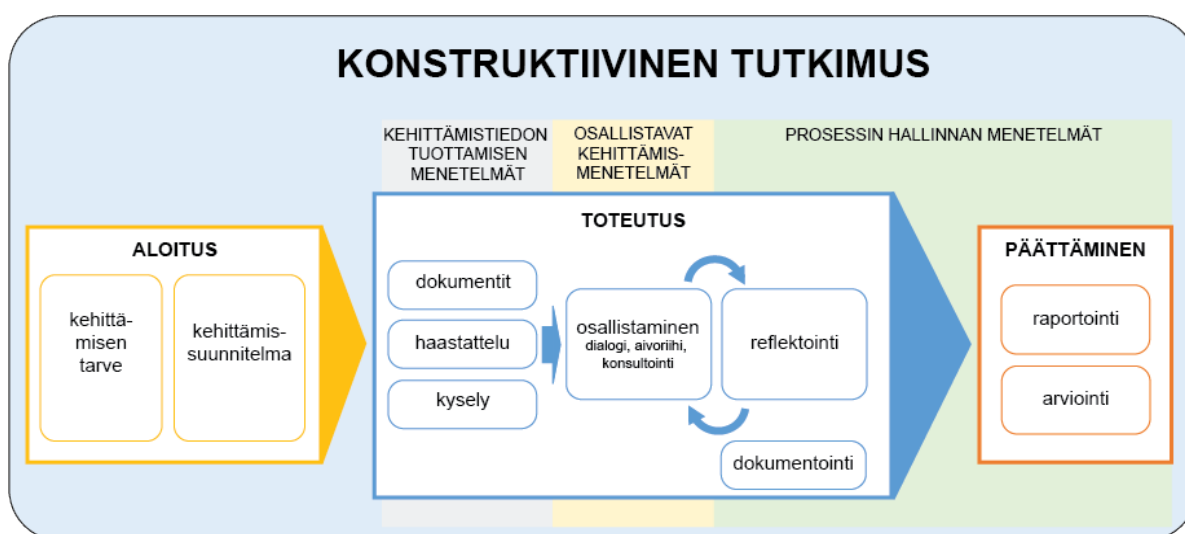 KONSTRUKTIIVINEN TUTKIMUS
KEHITTÄMISTIEDON
TUOTTAMISEN
MENETELMÄT
OSALLISTAVAT
KEHITTÄMIS-
MENETELMÄT
PROSESSIN HALLINNAN MENETELMÄT
ALOITUS
kehittä-
misen
tarve
kehittämis-
suunnitelma
TOTEUTUS
dokumentit
haastattelu
kysely
osallistaminen
dialogi, aivoriihi,
konsultointi
reflektointi
dokumentointi
PÄÄTTÄMINEN
raportointi
arviointi